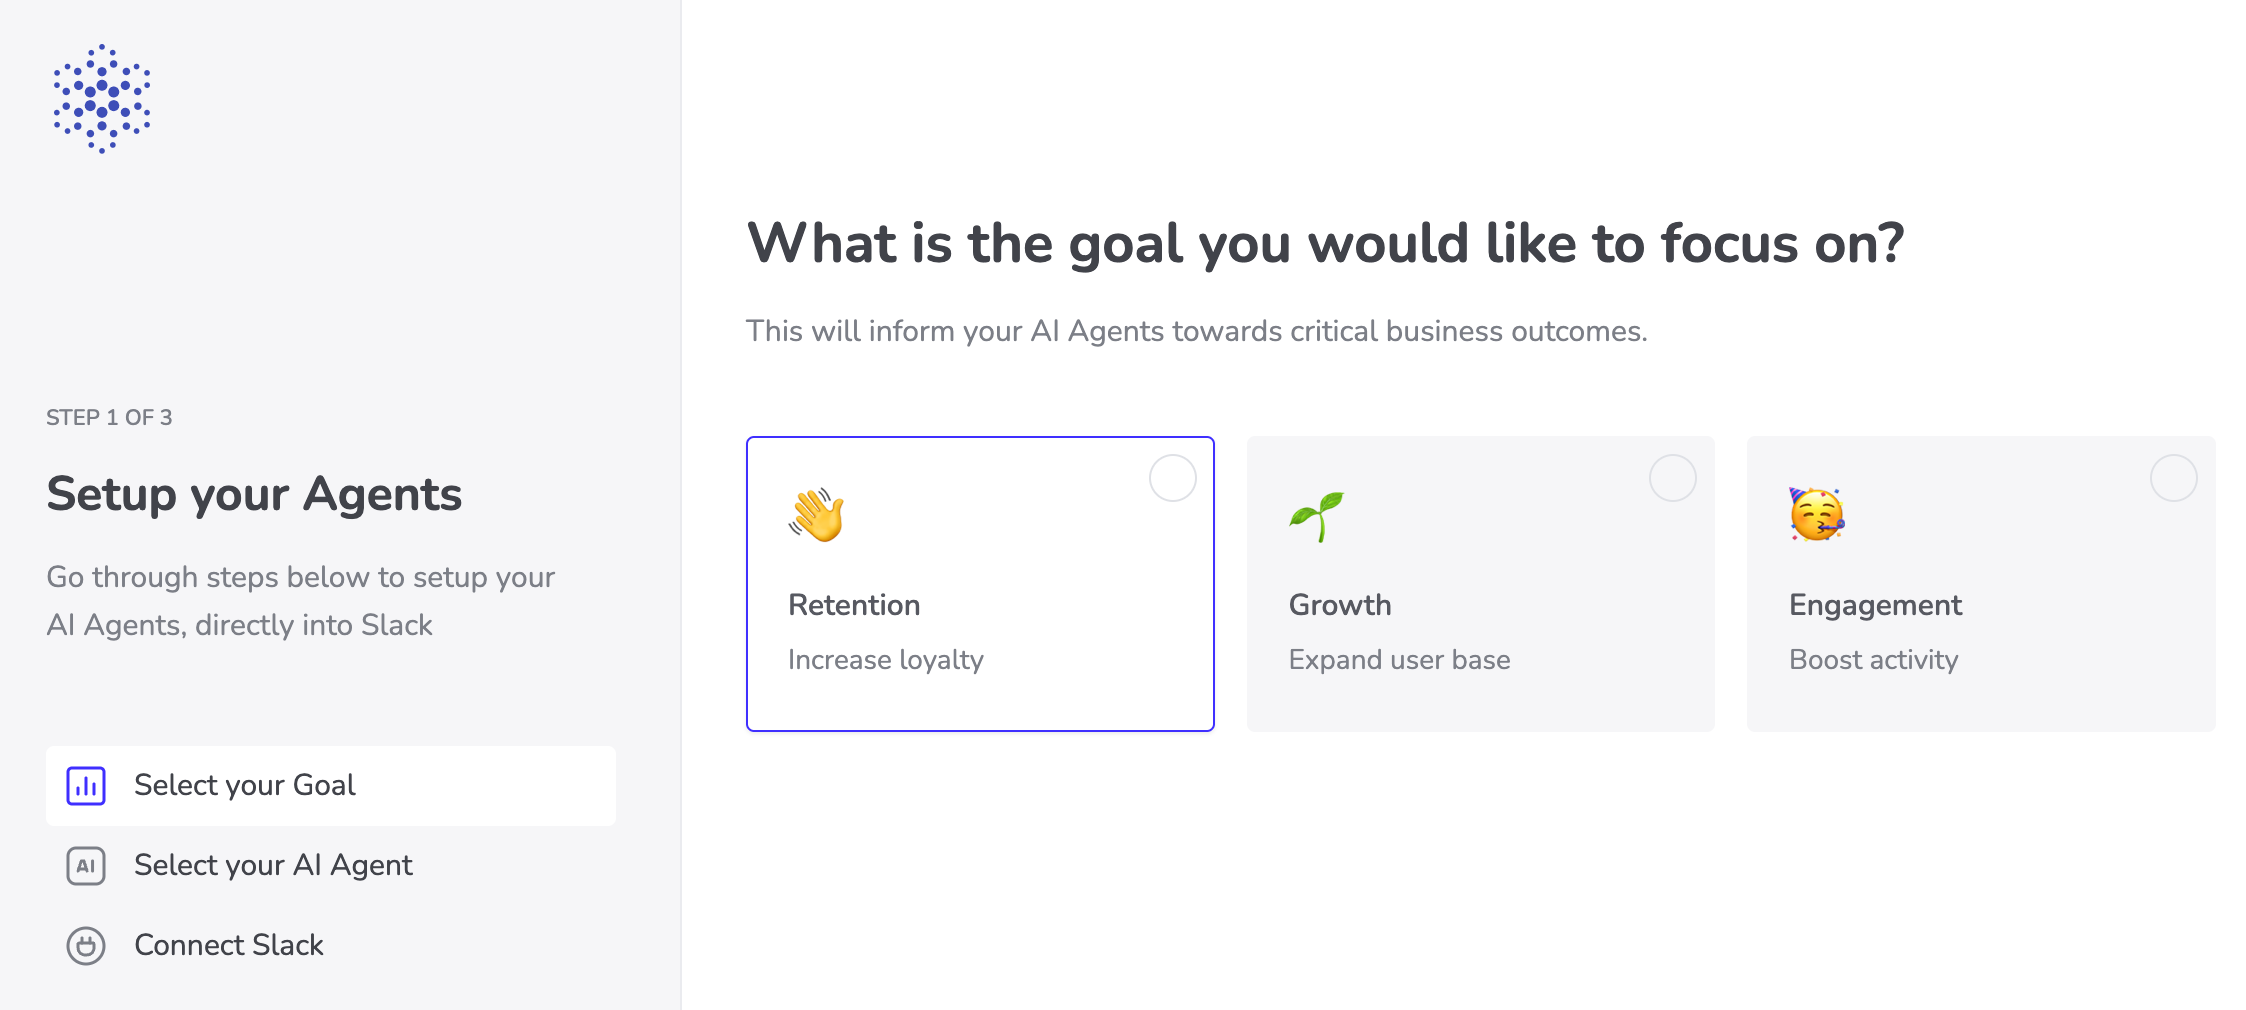 STEP 1 OF 3
Setup your Agents
Go through steps below to setup your
AI Agents, directly into Slack
Select your Goal
AI
Select your AI Agent
Connect Slack
What is the goal you would like to focus on?
This will inform your AI Agents towards critical business outcomes.
Retention
Increase loyalty
Growth
Expand user base
Engagement
Boost activity